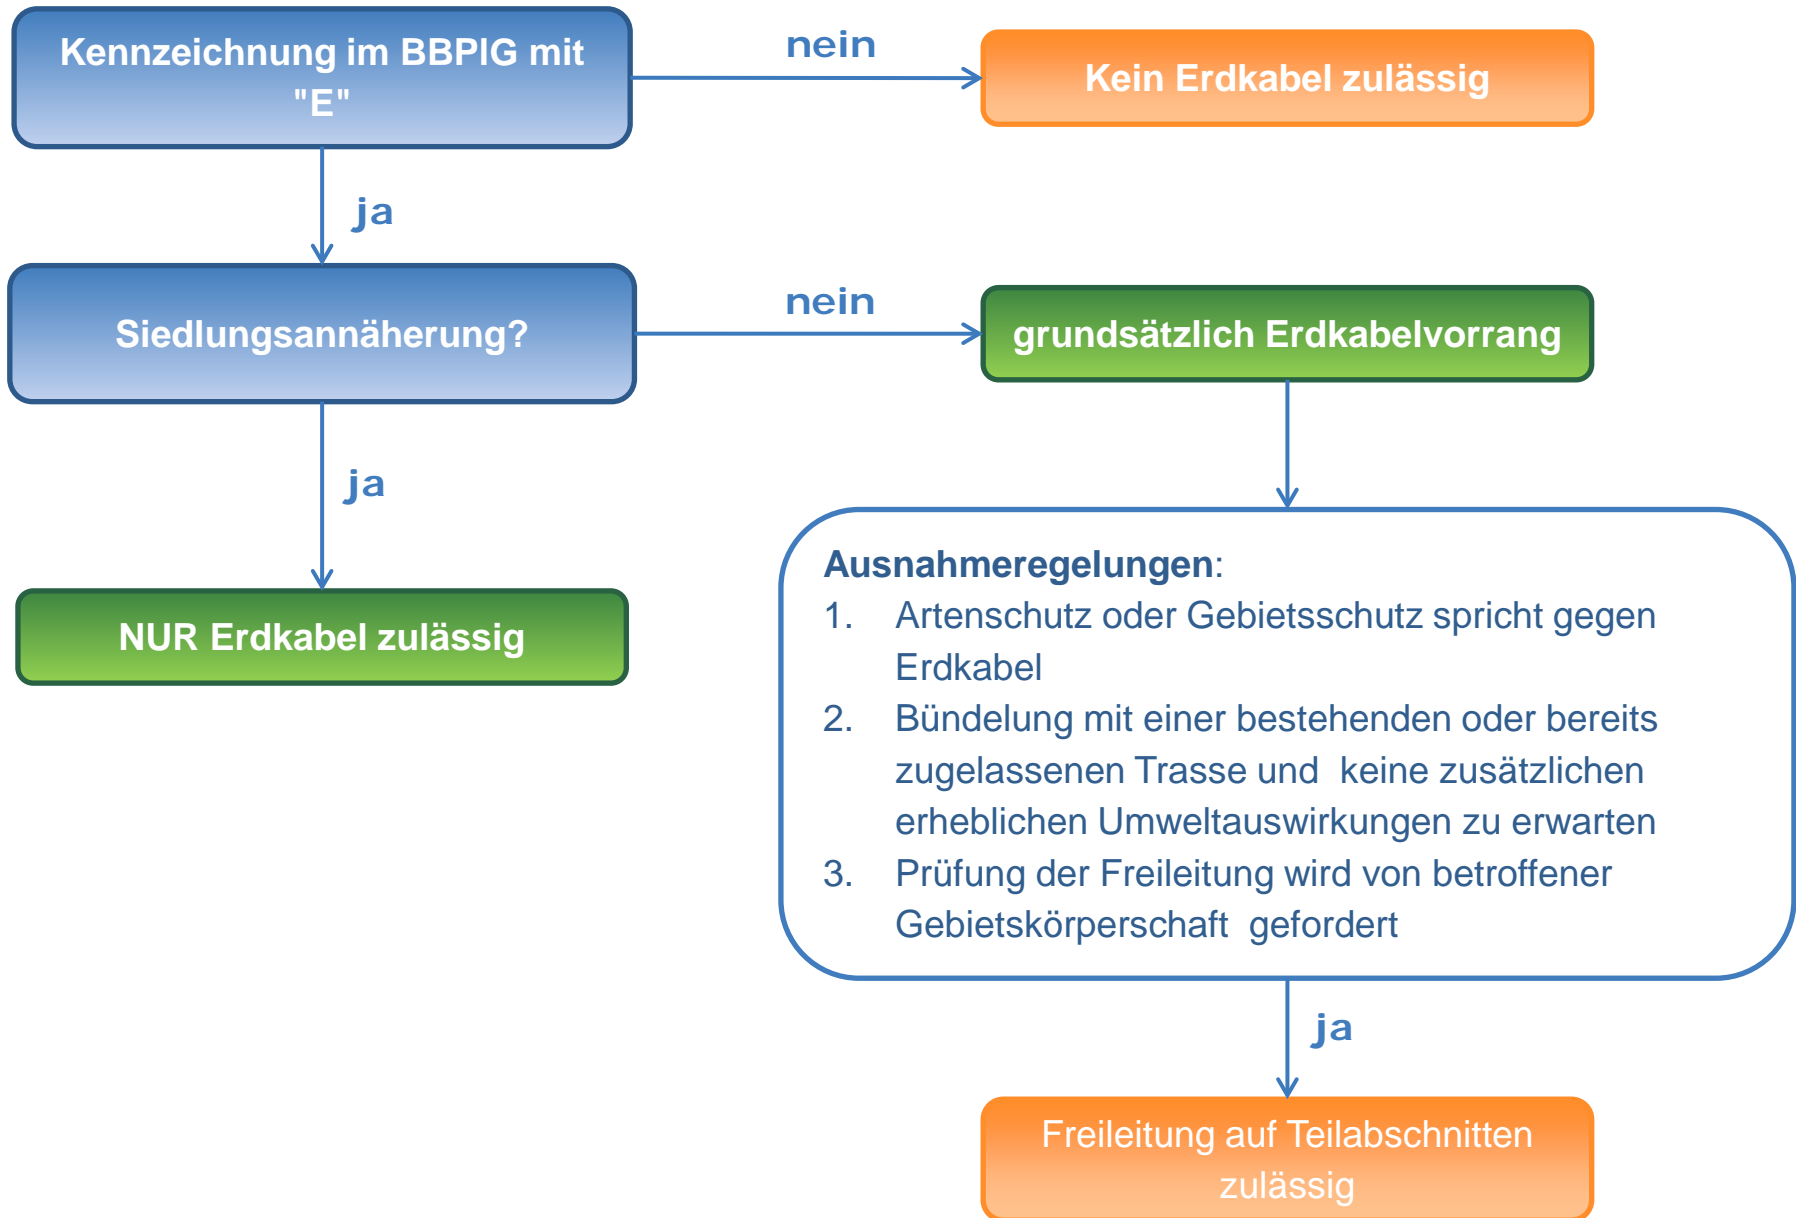 Kennzeichnung im BBPlG mit
"E"
nein
Kein Erdkabel zulässig
ja
Siedlungsannäherung?
nein
grundsätzlich Erdkabelvorrang
ja
NUR Erdkabel zulässig
Ausnahmeregelungen:
1. Artenschutz oder Gebietsschutz spricht gegen
Erdkabel
2. Bündelung mit einer bestehenden oder bereits
zugelassenen Trasse und keine zusätzlichen
erheblichen Umweltauswirkungen zu erwarten
3. Prüfung der Freileitung wird von betroffener
Gebietskörperschaft gefordert
ja
Freileitung auf Teilabschnitten
zulässig